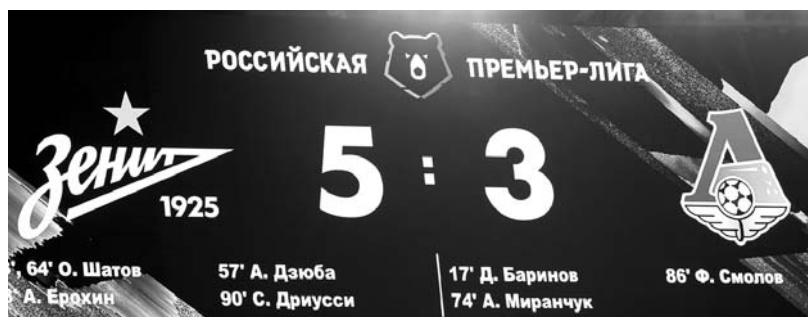 РОССИЙСКАЯ ПРЕМЬЕР-ЛИГА
5 : 3
Зенит
1925
', 64' О. Шатов
' А. Ерохин
57' А. Дзюба
90' С. Дриусси
17' Д. Баринов
74' А. Миранчук
86' Ф. Смолов